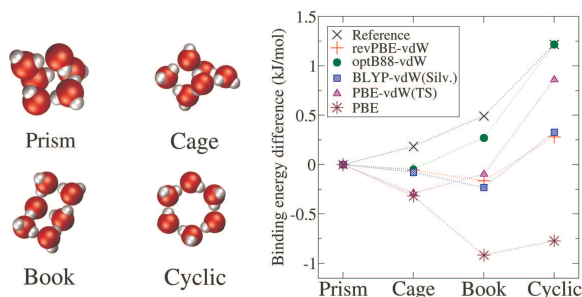 Prism
Cage
Book
Cyclic
Binding energy difference (kJ/mol)
1.5
1
0.5
0
-0.5
-1
Reference
revPBE-vdW
optB88-vdW
BLYP-vdW(Silv.)
PBE-vdW(TS)
PBE
Prism Cage Book Cyclic